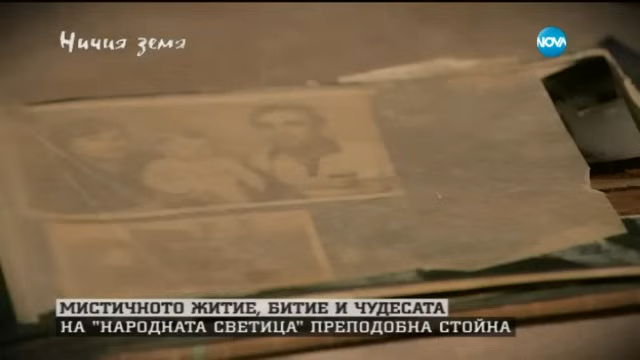 Ничия земя
NOVA
МИСТИЧНОТО ЖИТИЕ, БИТИЕ И ЧУДЕСАТА
НА "НАРОДНАТА СВЕТИЦА" ПРЕПОДОБНА СТОЙНА